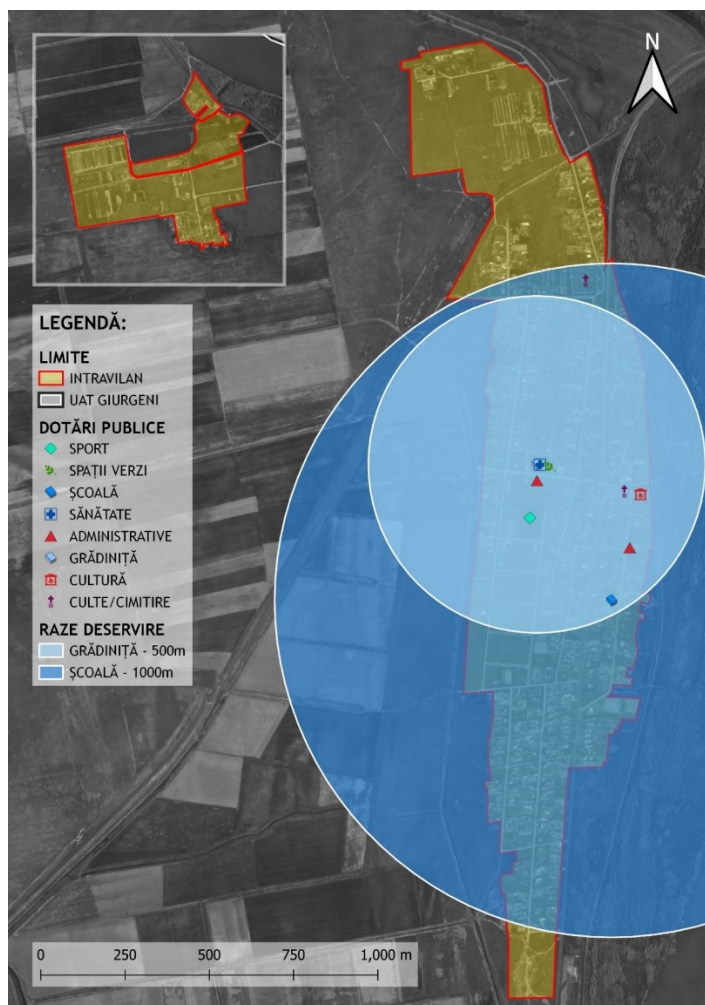 N
LEGENDĂ:
LIMITE
INTRAVILAN
UAT GIURGENI
DOTĂRI PUBLICE
SPORT
SPAȚII VERZI
ȘCOALĂ
SĂNĂTATE
ADMINISTRATIVE
GRĂDINIȚĂ
CULTURĂ
CULTE/CIMITIRE
RAZE DESERVIRE
GRĂDINIȚĂ - 500m
ȘCOALĂ - 1000m
0 250 500 750 1,000 m